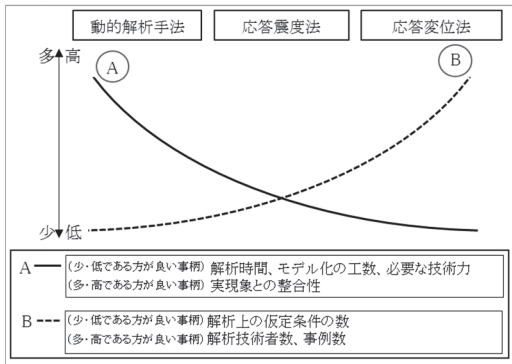 動的解析手法 応答震度法 応答変位法
多 高
A
B
少 低
A (少・低である方が良い事柄) 解析時間、モデル化の工数、必要な技術力
(多・高である方が良い事柄) 実現象との整合性
B (少・低である方が良い事柄) 解析上の仮定条件の数
(多・高である方が良い事柄) 解析技術者数、事例数